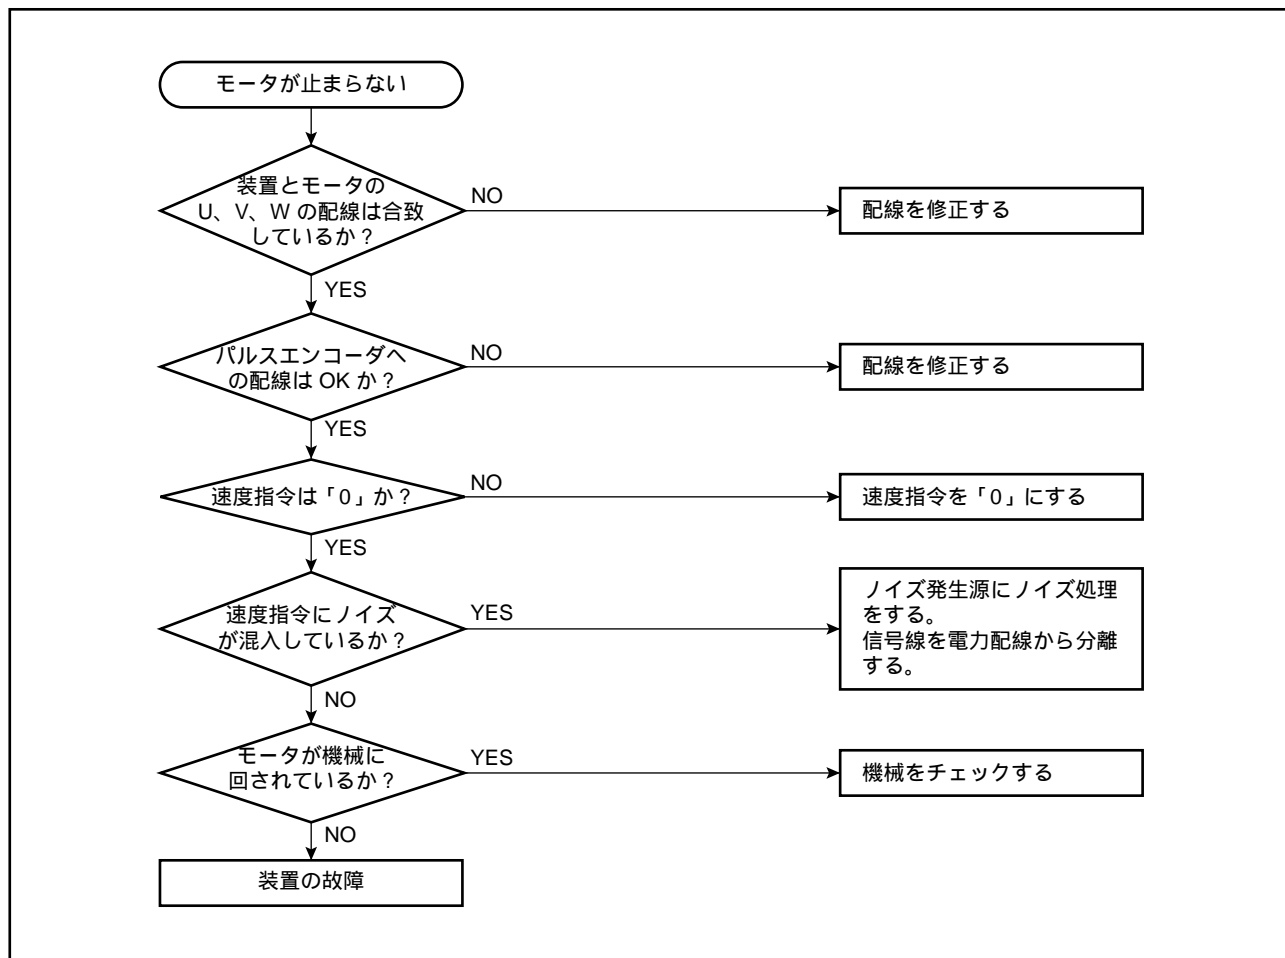 モータが止まらない
装置とモータの
U、V、W の配線は合致
しているか？
NO
配線を修正する
YES
パルスエンコーダへ
の配線は OK か？
NO
配線を修正する
YES
速度指令は「0」か？
NO
速度指令を「0」にする
YES
速度指令にノイズ
が混入しているか？
YES
ノイズ発生源にノイズ処理
をする。
信号線を電力配線から分離
する。
NO
モータが機械に
回されているか？
YES
機械をチェックする
NO
装置の故障